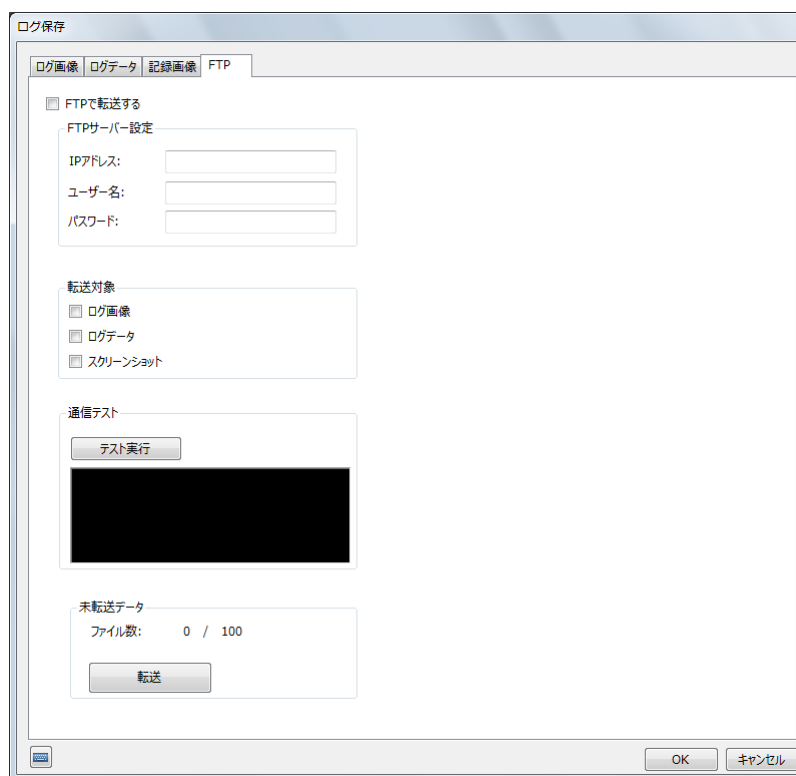 ログ保存
ログ画像 ログデータ 記録画像 FTP
FTPで転送する
FTPサーバー設定
IPアドレス:
ユーザー名:
パスワード:
転送対象
ログ画像
ログデータ
スクリーンショット
通信テスト
テスト実行
未転送データ
ファイル数: 0 / 100
転送
OK キャンセル